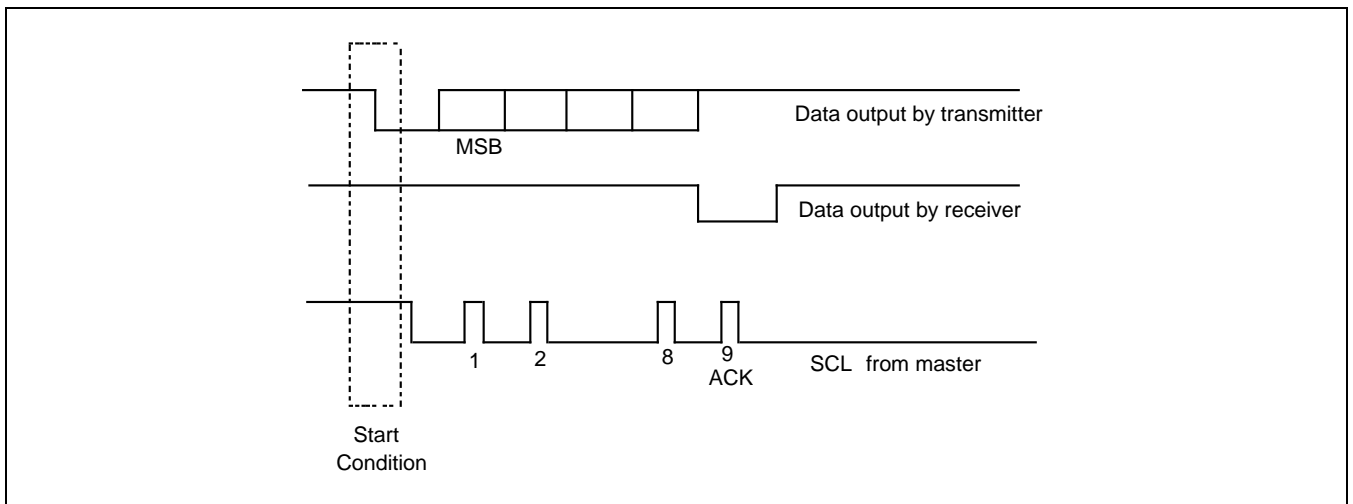 Data output by transmitter
MSB
Data output by receiver
1
2
8
9
ACK
SCL from master
Start
Condition